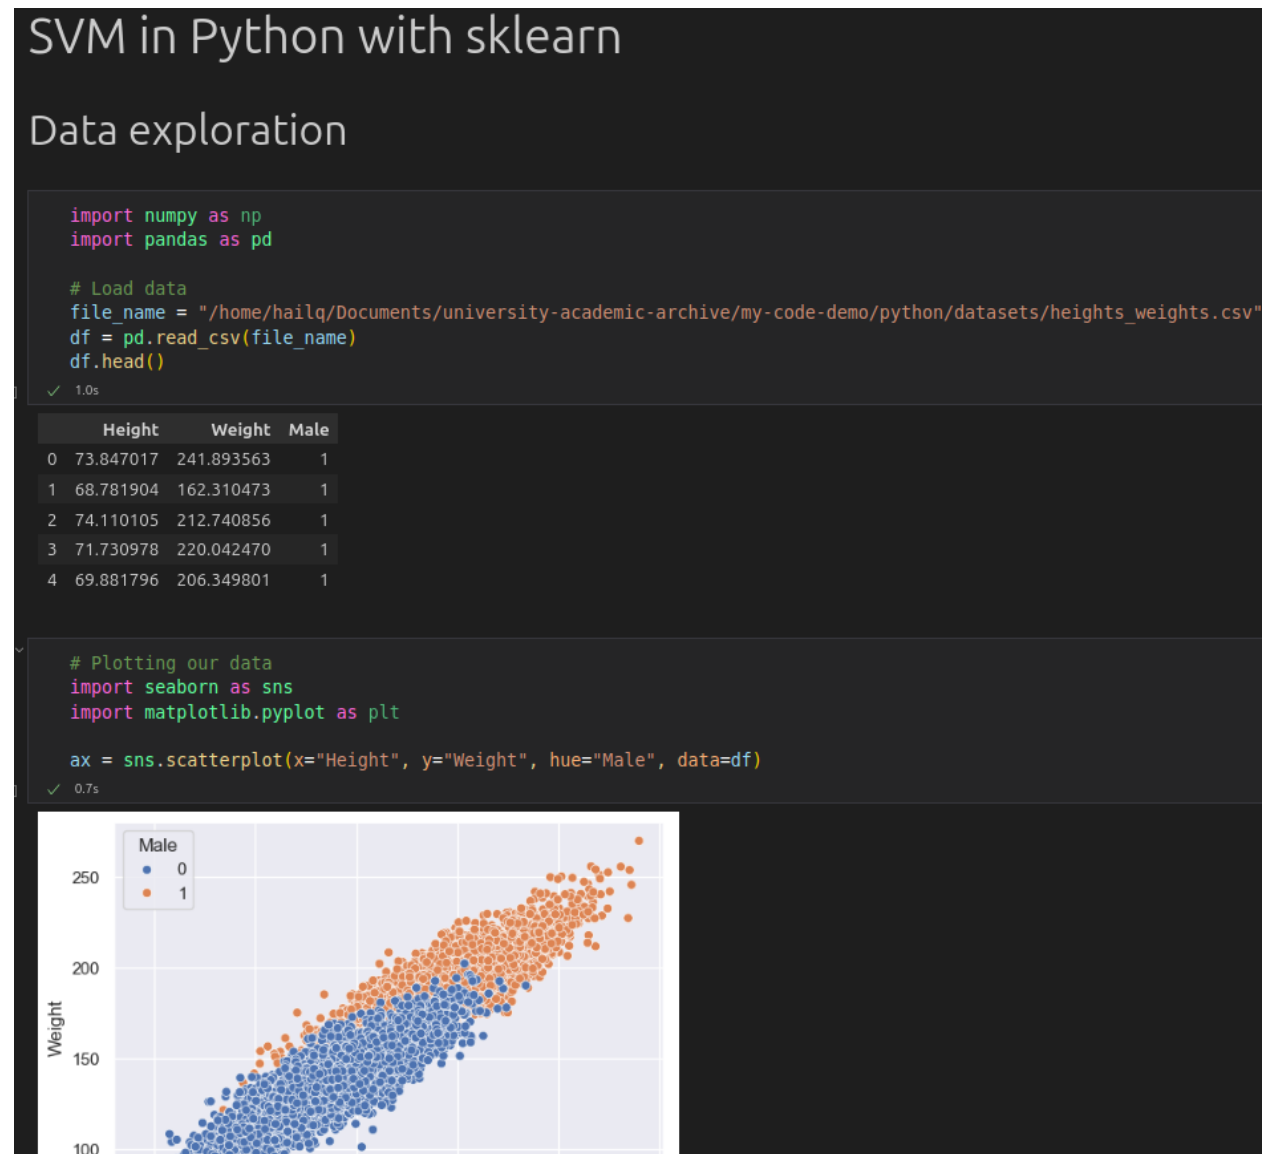 SVM in Python with sklearn
Data exploration
import numpy as np
import pandas as pd
# Load data
file_name = "/home/hailq/Documents/university-academic-archive/my-code-demo/python/datasets/heights_weights.csv"
df = pd.read_csv(file_name)
df.head()
1.0s
Height Weight Male
0 73.847017 241.893563 1
1 68.781904 162.310473 1
2 74.110105 212.740856 1
3 71.730978 220.042470 1
4 69.881796 206.349801 1
# Plotting our data
import seaborn as sns
import matplotlib.pyplot as plt
ax = sns.scatterplot(x="Height", y="Weight", hue="Male", data=df)
0.7s
Male
0
1
250
200
150
100
Weight